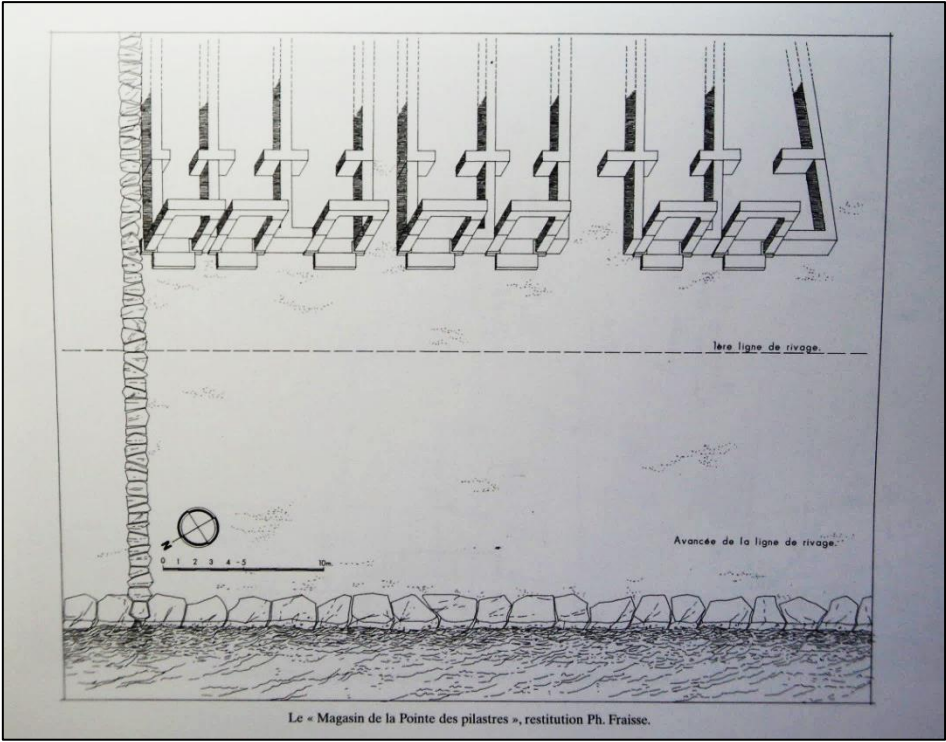 1ère ligne de rivage.
Avancée de la ligne de rivage.
N
0 1 2 3 4 5 10m.
Le « Magasin de la Pointe des pilastres », restitution Ph. Fraisse.